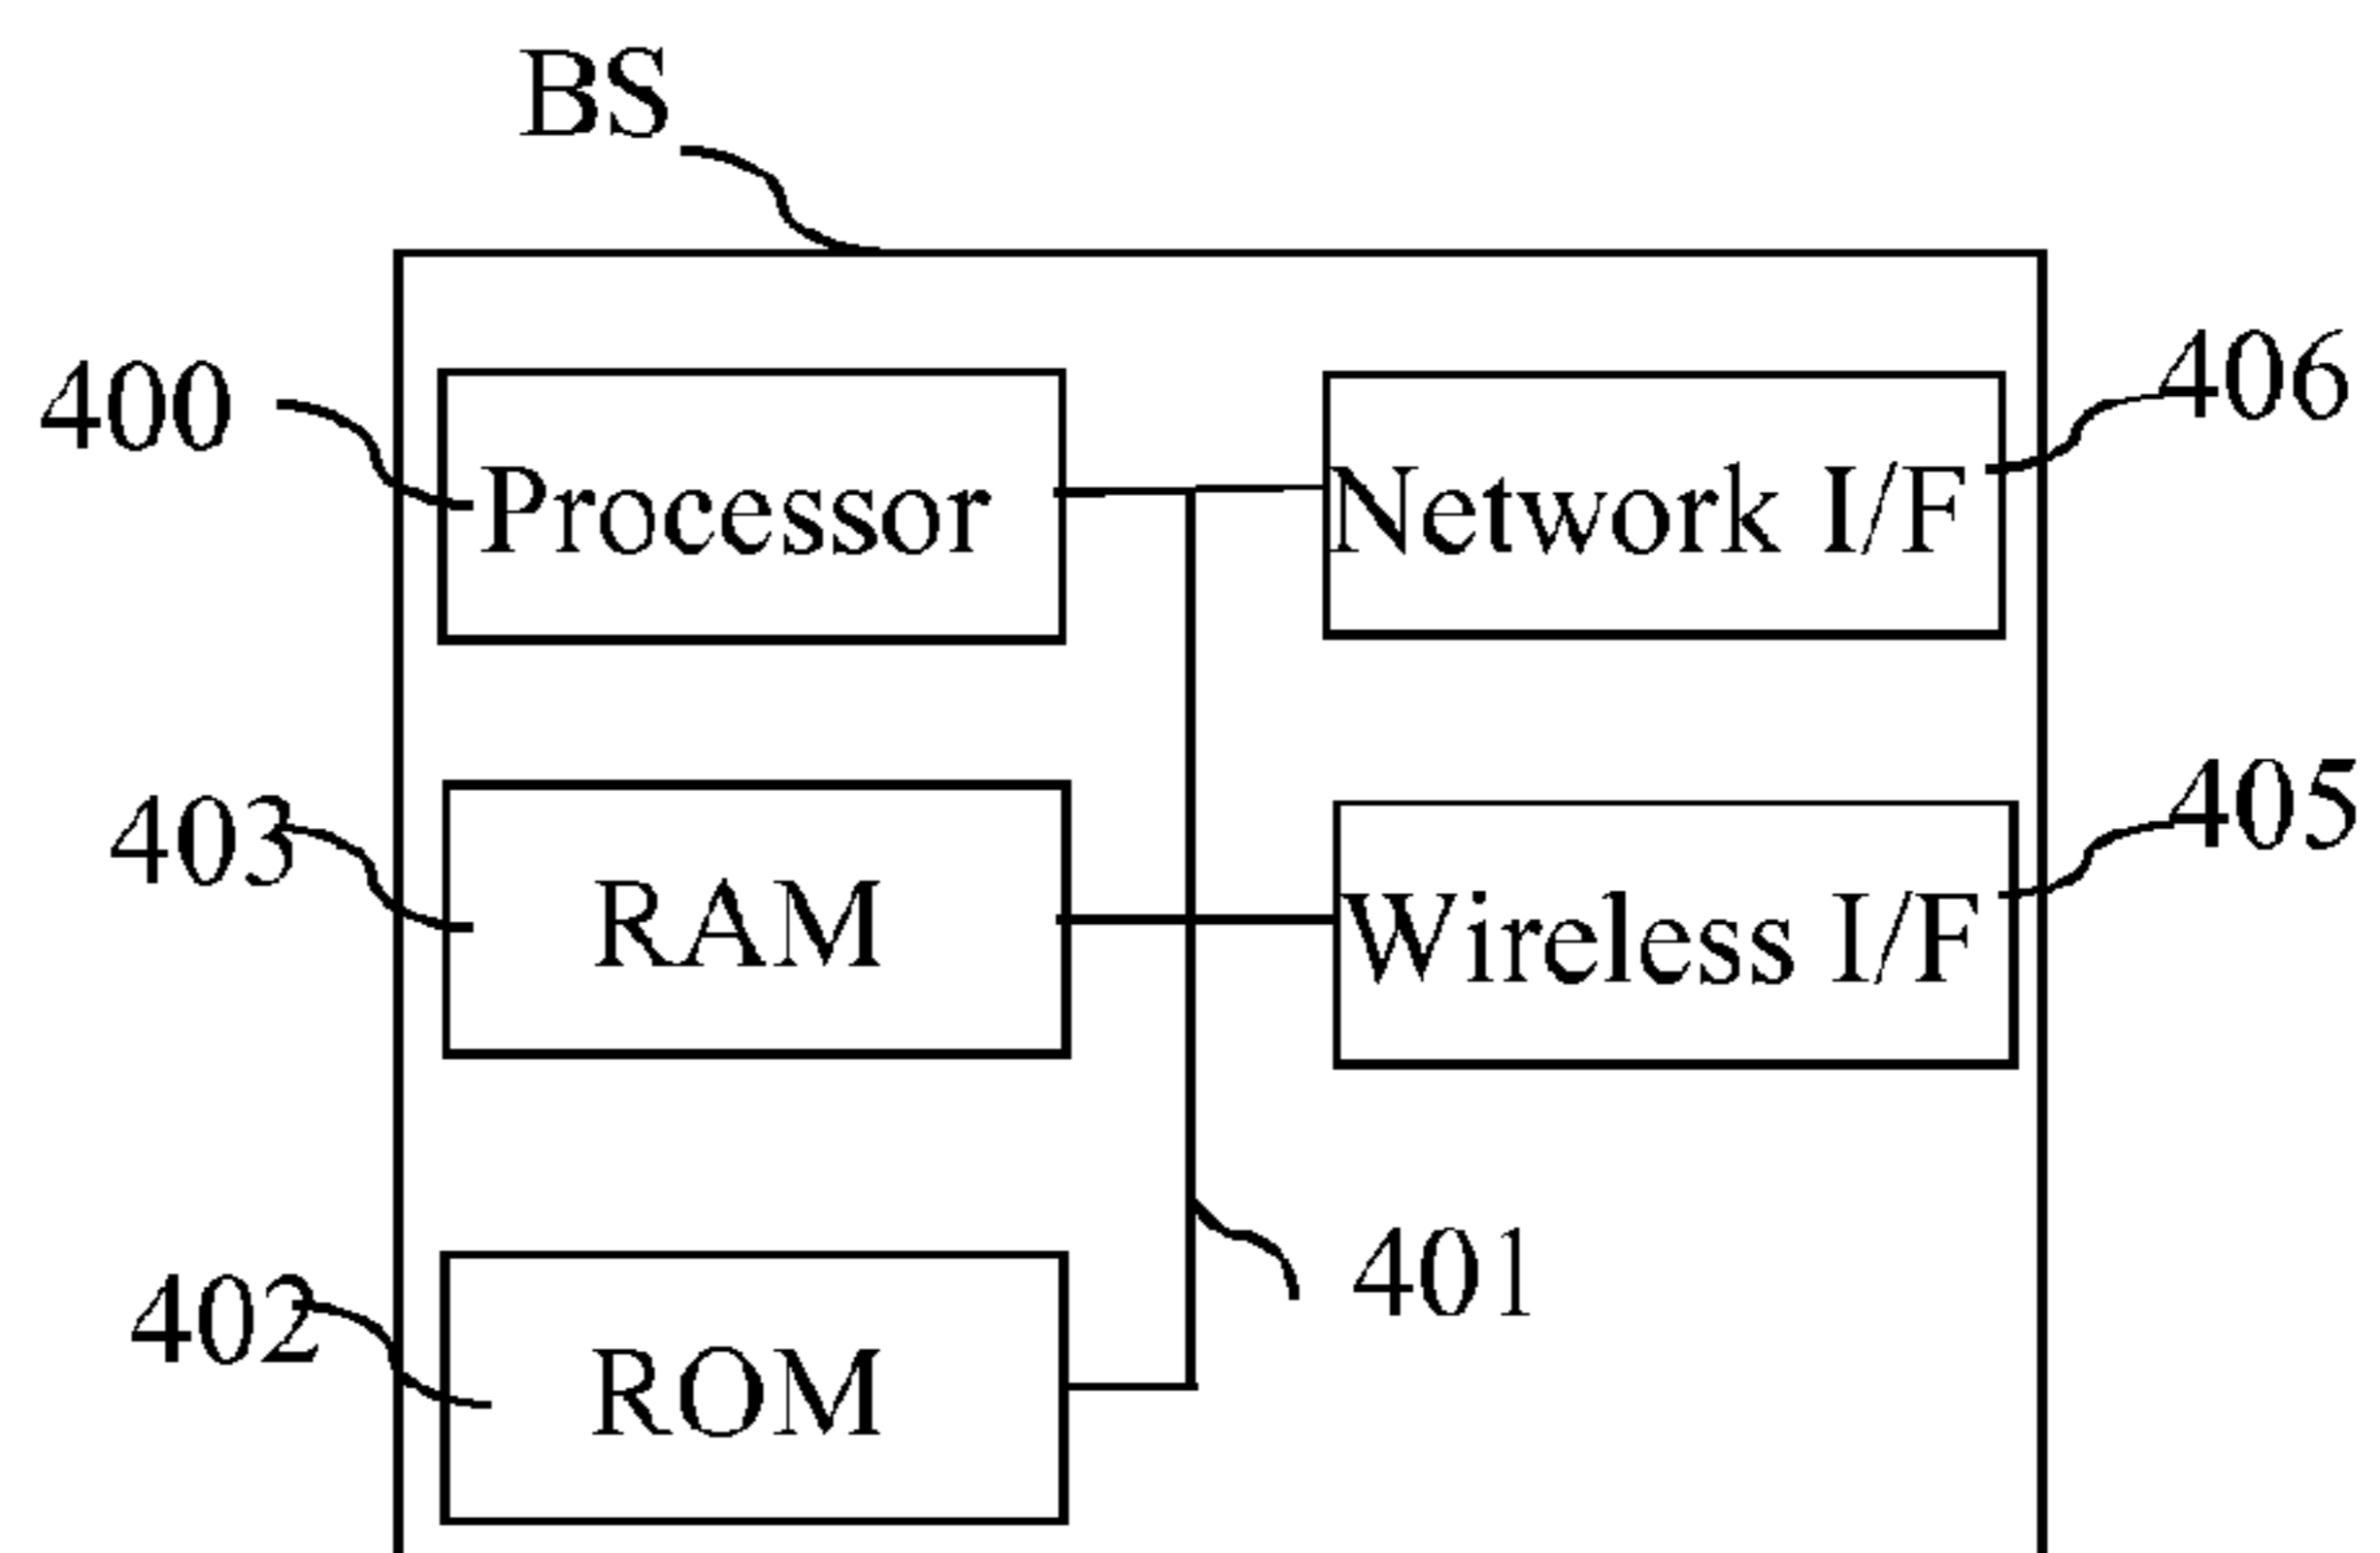 BS
400
406
Processor
Network I/F
403
405
RAM
Wireless I/F
401
402
ROM